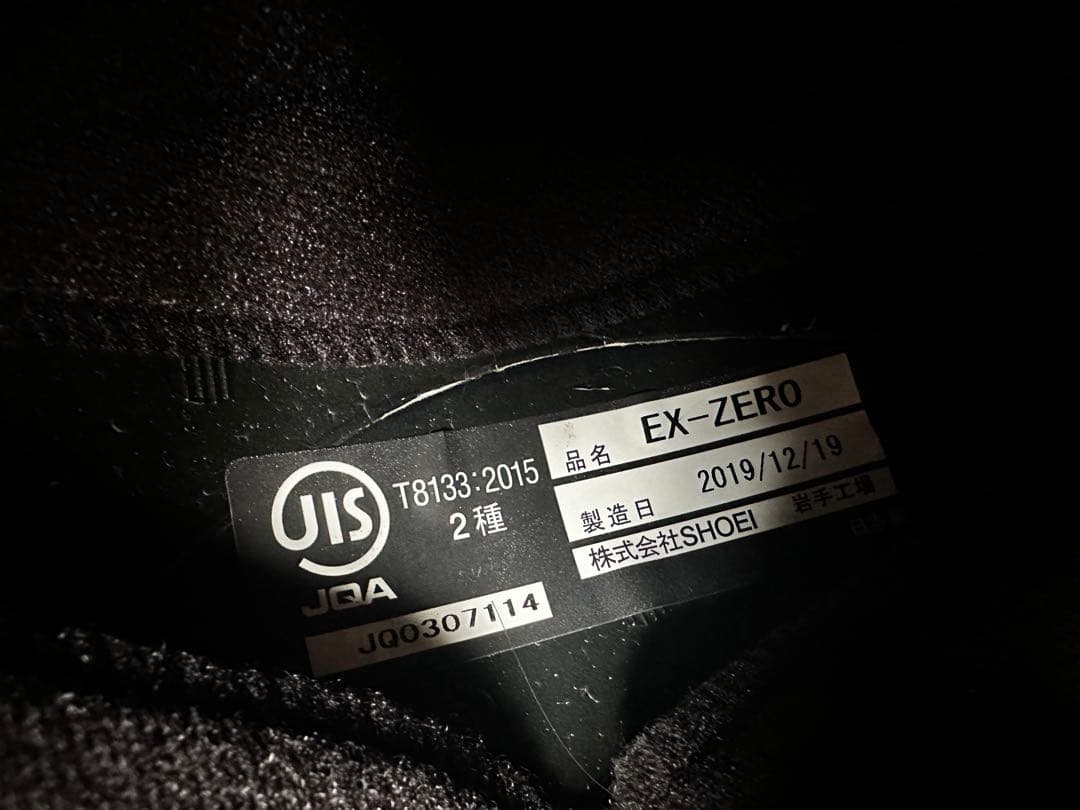 JIS
JQA
T8133:2015
2種
JQ0307114
品名 EX-ZERO
製造日 2019/12/19
株式会社SHOEI 岩手工場